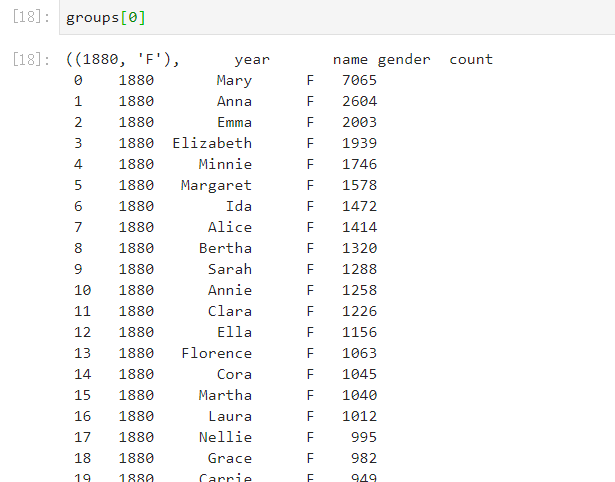 [18]: groups[0]
[18]: ((1880, 'F'), year name gender count
0 1880 Mary F 7065
1 1880 Anna F 2604
2 1880 Emma F 2003
3 1880 Elizabeth F 1939
4 1880 Minnie F 1746
5 1880 Margaret F 1578
6 1880 Ida F 1472
7 1880 Alice F 1414
8 1880 Bertha F 1320
9 1880 Sarah F 1288
10 1880 Annie F 1258
11 1880 Clara F 1226
12 1880 Ella F 1156
13 1880 Florence F 1063
14 1880 Cora F 1045
15 1880 Martha F 1040
16 1880 Laura F 1012
17 1880 Nellie F 995
18 1880 Grace F 982
19 1880 Carrie F 949